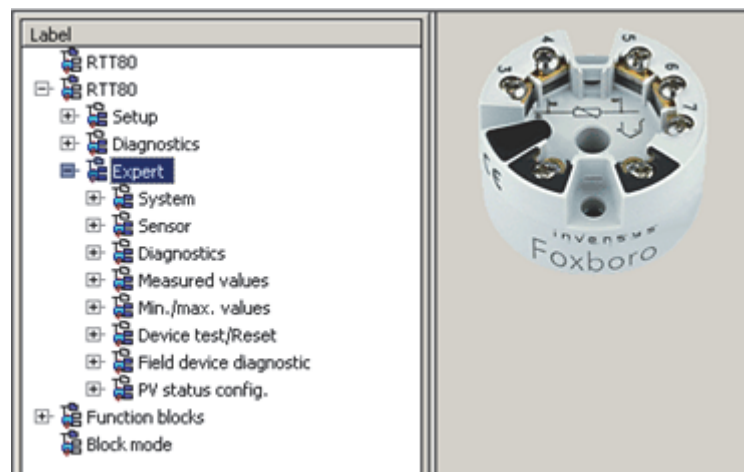 Label
RTT80
RTT80
Setup
Diagnostics
Expert
System
Sensor
Diagnostics
Measured values
Min./max. values
Device test/Reset
Field device diagnostic
PV status config.
Function blocks
Block mode
3
4
5
6
7
CE
invensys
Foxboro